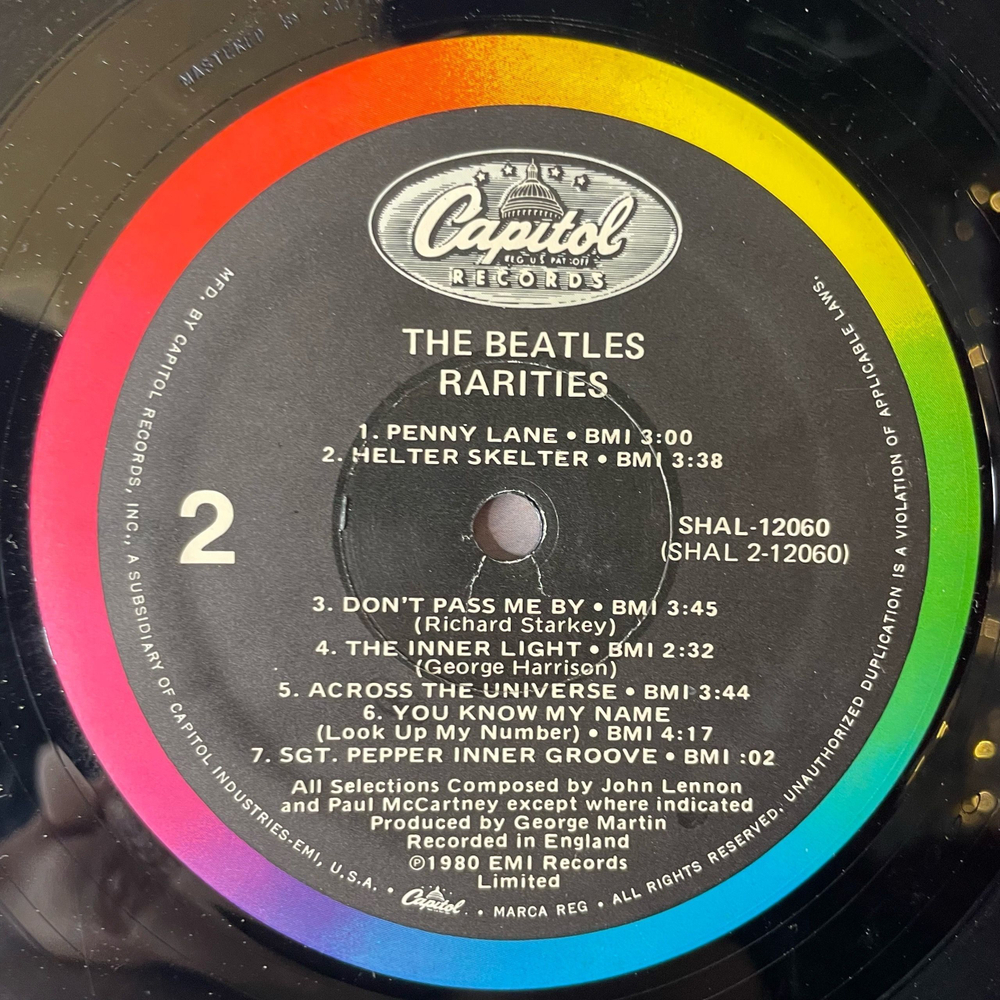 MASTERED BY
Capitol
REG. U.S. PAT. OFF.
RECORDS
THE BEATLES
RARITIES
1. PENNY LANE • BMI 3:00
2. HELTER SKELTER • BMI 3:38
2
SHAL-12060
(SHAL 2-12060)
3. DON'T PASS ME BY • BMI 3:45
(Richard Starkey)
4. THE INNER LIGHT • BMI 2:32
(George Harrison)
5. ACROSS THE UNIVERSE • BMI 3:44
6. YOU KNOW MY NAME
(Look Up My Number) • BMI 4:17
7. SGT. PEPPER INNER GROOVE • BMI :02
All Selections Composed by John Lennon
and Paul McCartney except where indicated
Produced by George Martin
Recorded in England
℗1980 EMI Records
Limited
MFD. BY CAPITOL RECORDS, INC., A SUBSIDIARY OF CAPITOL INDUSTRIES-EMI, U.S.A. • Capitol. • MARCA REG • ALL RIGHTS RESERVED. UNAUTHORIZED DUPLICATION IS A VIOLATION OF APPLICABLE LAWS.